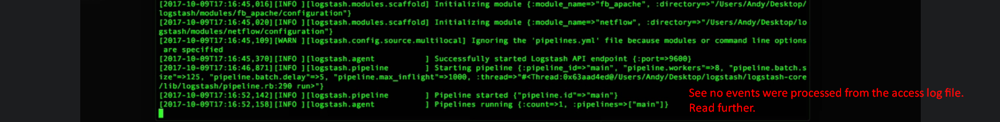 [2017-10-09T17:16:45,016][INFO ][logstash.modules.scaffold] Initializing module {:module_name=>"fb_apache", :directory=>"/Users/Andy/Desktop/
logstash/modules/fb_apache/configuration"}
[2017-10-09T17:16:45,020][INFO ][logstash.modules.scaffold] Initializing module {:module_name=>"netflow", :directory=>"/Users/Andy/Desktop/lo
gstash/modules/netflow/configuration"}
[2017-10-09T17:16:45,109][WARN ][logstash.config.source.multilocal] Ignoring the 'pipelines.yml' file because modules or command line options
 are specified
[2017-10-09T17:16:45,370][INFO ][logstash.agent           ] Successfully started Logstash API endpoint {:port=>9600}
[2017-10-09T17:16:46,871][INFO ][logstash.pipeline        ] Starting pipeline {:pipeline_id=>"main", "pipeline.workers"=>8, "pipeline.batch.s
ize"=>125, "pipeline.batch.delay"=>5, "pipeline.max_inflight"=>1000, :thread=>"#<Thread:0x63aad4ed@/Users/Andy/Desktop/logstash/logstash-core
/lib/logstash/pipeline.rb:290 run>"}
[2017-10-09T17:16:52,142][INFO ][logstash.pipeline        ] Pipeline started {"pipeline.id"=>"main"}
[2017-10-09T17:16:52,158][INFO ][logstash.agent           ] Pipelines running {:count=>1, :pipelines=>["main"]}
See no events were processed from the access log file.
Read further.